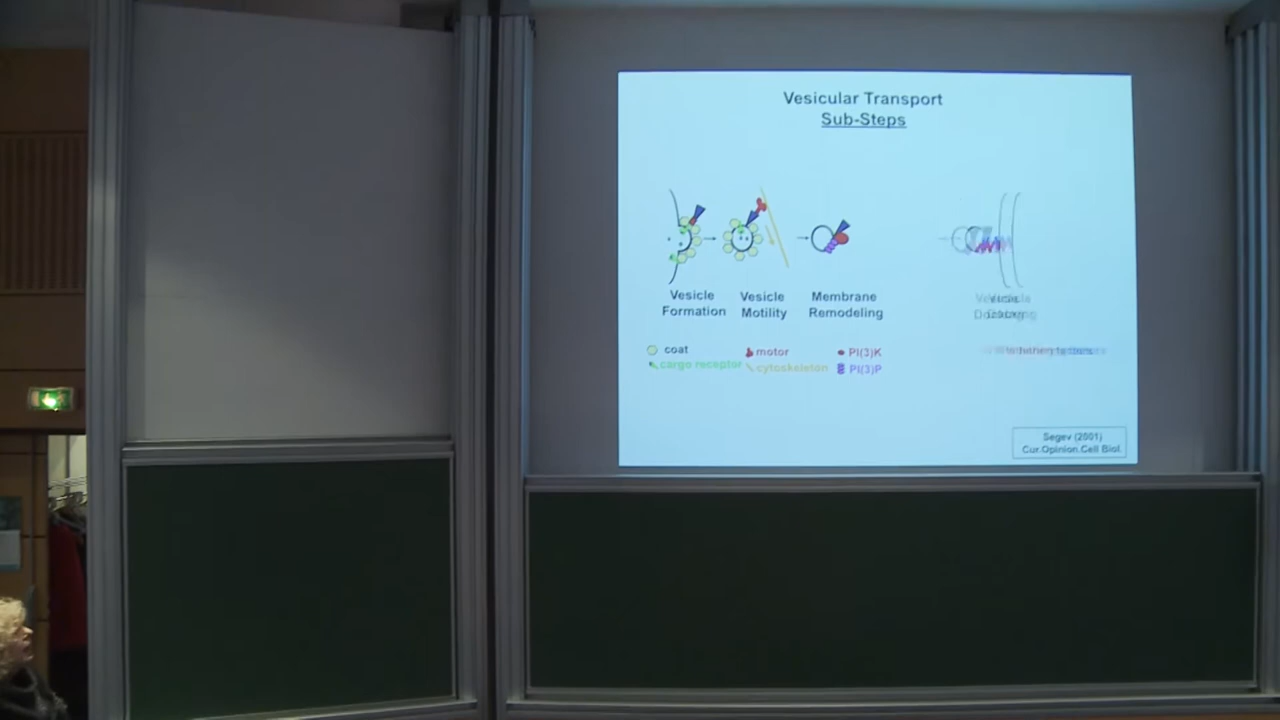 Vesicular Transport
Sub-Steps
Vesicle
Formation
Vesicle
Motility
Membrane
Remodeling
Vesicle
Docking
coat
cargo receptor
motor
cytoskeleton
PI(3)K
PI(3)P
Segev (2001)
Cur.Opinion.Cell Biol